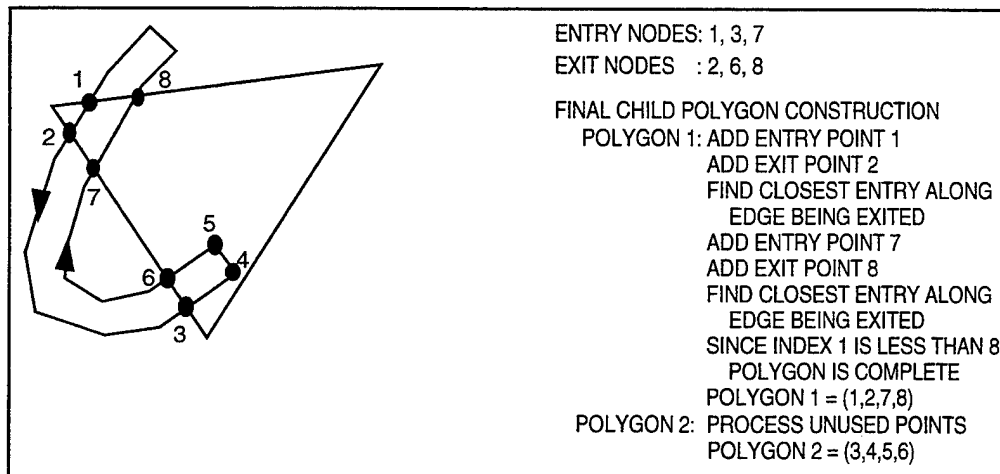 ENTRY NODES: 1, 3, 7
EXIT NODES : 2, 6, 8
FINAL CHILD POLYGON CONSTRUCTION
POLYGON 1: ADD ENTRY POINT 1
ADD EXIT POINT 2
FIND CLOSEST ENTRY ALONG
EDGE BEING EXITED
ADD ENTRY POINT 7
ADD EXIT POINT 8
FIND CLOSEST ENTRY ALONG
EDGE BEING EXITED
SINCE INDEX 1 IS LESS THAN 8
POLYGON IS COMPLETE
POLYGON 1 = (1,2,7,8)
POLYGON 2: PROCESS UNUSED POINTS
POLYGON 2 = (3,4,5,6)
1
8
2
7
5
4
6
3